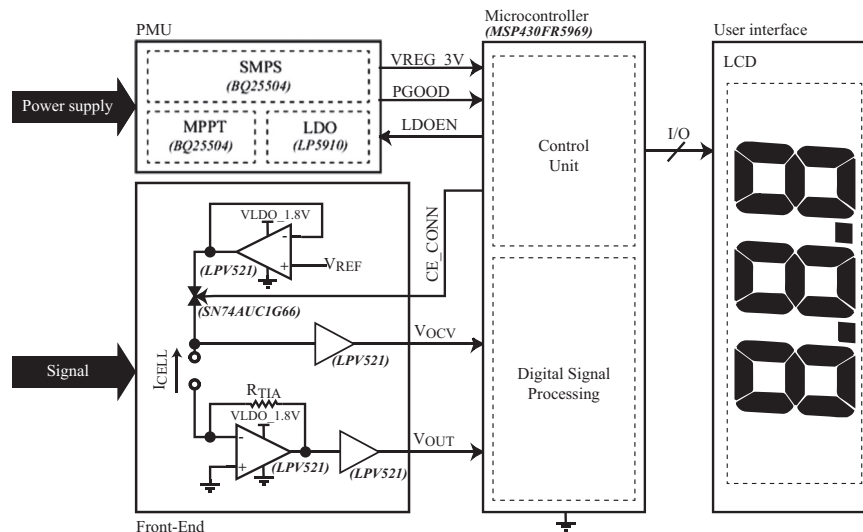 PMU
SMPS
(BQ25504)
MPPT
(BQ25504)
LDO
(LP5910)
Power supply
VREG_3V
PGOOD
LDOEN
Microcontroller
(MSP430FR5969)
Control
Unit
Digital Signal
Processing
I/O
User interface
LCD
88.8.
VLDO_1.8V
-
+
VREF
(LPV521)
CE_CONN
(SN74AUC1G66)
Signal
ICELL
(LPV521)
VOCV
RTIA
VLDO_1.8V
-
+
(LPV521)
(LPV521)
VOUT
Front-End